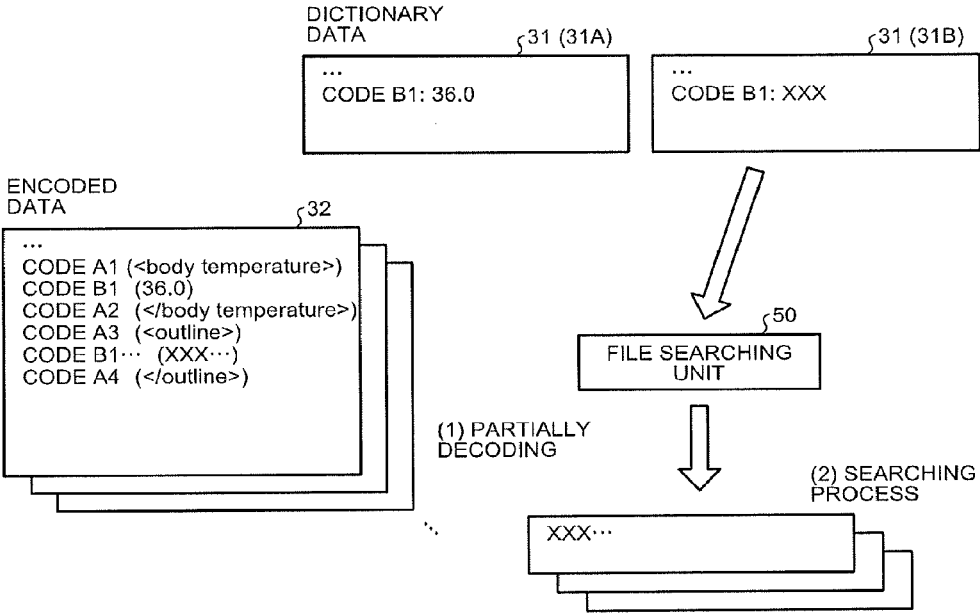 DICTIONARY
DATA
31 (31A)
...
CODE B1: 36.0
31 (31B)
...
CODE B1: XXX
ENCODED
DATA
32
...
CODE A1 (<body temperature>)
CODE B1 (36.0)
CODE A2 (</body temperature>)
CODE A3 (<outline>)
CODE B1··· (XXX···)
CODE A4 (</outline>)
50
FILE SEARCHING
UNIT
(1) PARTIALLY
DECODING
(2) SEARCHING
PROCESS
XXX···